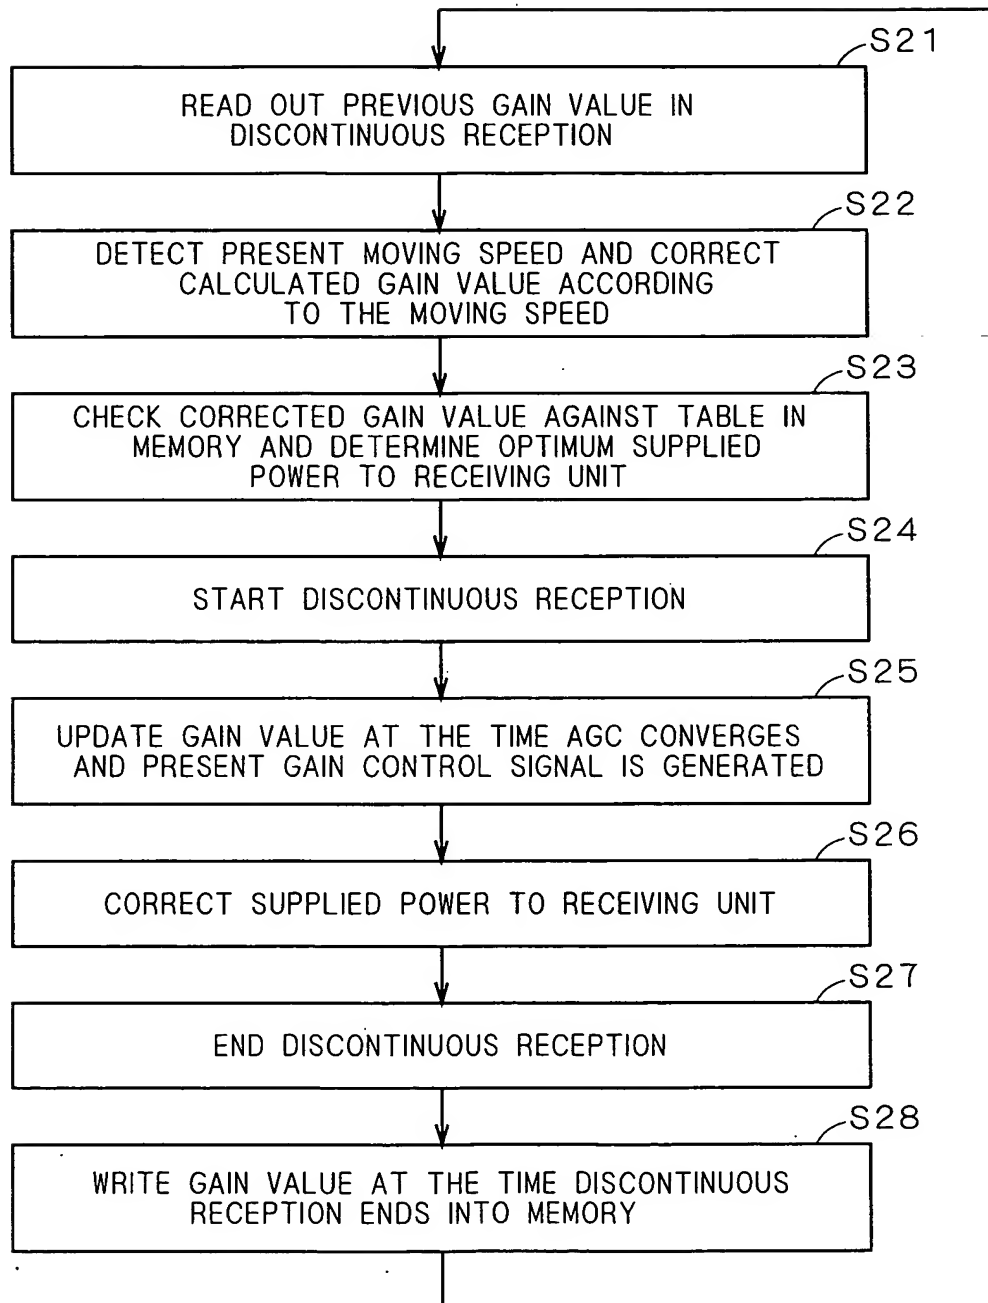 S21
READ OUT PREVIOUS GAIN VALUE IN
DISCONTINUOUS RECEPTION
S22
DETECT PRESENT MOVING SPEED AND CORRECT
CALCULATED GAIN VALUE ACCORDING
TO THE MOVING SPEED
S23
CHECK CORRECTED GAIN VALUE AGAINST TABLE IN
MEMORY AND DETERMINE OPTIMUM SUPPLIED
POWER TO RECEIVING UNIT
S24
START DISCONTINUOUS RECEPTION
S25
UPDATE GAIN VALUE AT THE TIME AGC CONVERGES
AND PRESENT GAIN CONTROL SIGNAL IS GENERATED
S26
CORRECT SUPPLIED POWER TO RECEIVING UNIT
S27
END DISCONTINUOUS RECEPTION
S28
WRITE GAIN VALUE AT THE TIME DISCONTINUOUS
RECEPTION ENDS INTO MEMORY